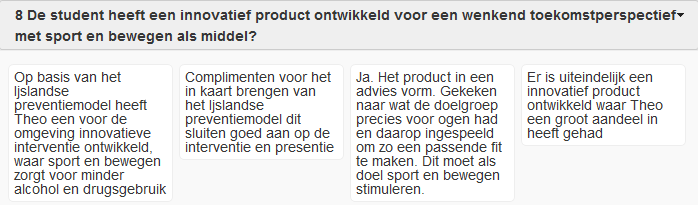 8 De student heeft een innovatief product ontwikkeld voor een wenkend toekomstperspectief
met sport en bewegen als middel?
Op basis van het
Ijslandse
preventiemodel heeft
Theo een voor de
omgeving innovatieve
interventie ontwikkeld,
waar sport en bewegen
zorgt voor minder
alcohol en drugsgebruik
Complimenten voor het
in kaart brengen van
het Ijslandse
preventiemodel dit
sluiten goed aan op de
interventie en presentie
Ja. Het product in een
advies vorm. Gekeken
naar wat de doelgroep
precies voor ogen had
en daarop ingespeeld
om zo een passende fit
te maken. Dit moet als
doel sport en bewegen
stimuleren.
Er is uiteindelijk een
innovatief product
ontwikkeld waar Theo
een groot aandeel in
heeft gehad